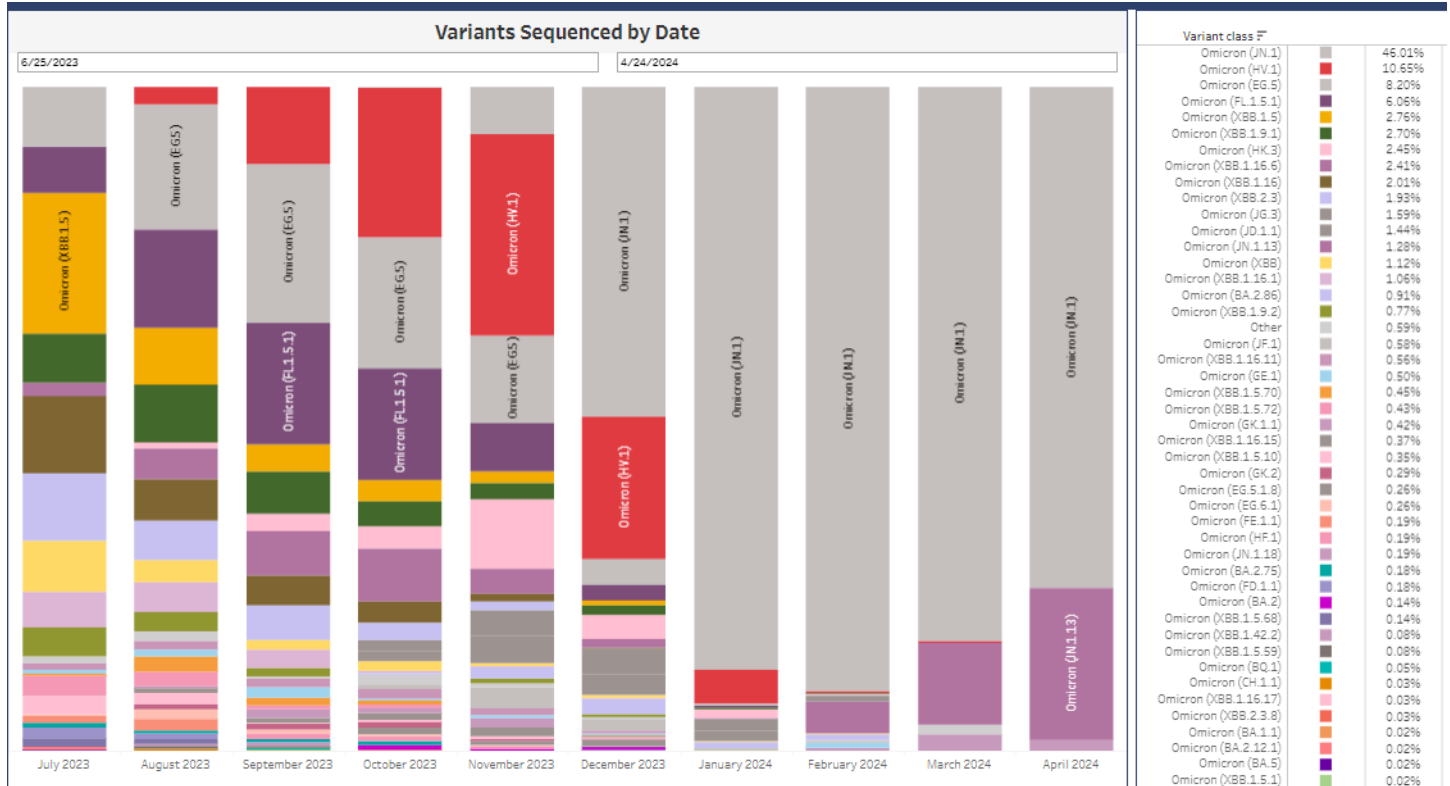 Variants Sequenced by Date
6/25/2023
4/24/2024
Omicron (XBB.1.5)
Omicron (EG.5)
Omicron (EG.5)
Omicron (FL.1.5.1)
Omicron (EG.5)
Omicron (FL.1.5.1)
Omicron (HV.1)
Omicron (EG.5)
Omicron (JN.1)
Omicron (HV.1)
Omicron (JN.1)
Omicron (JN.1)
Omicron (JN.1)
Omicron (JN.1)
Omicron (JN.1.13)
July 2023
August 2023
September 2023
October 2023
November 2023
December 2023
January 2024
February 2024
March 2024
April 2024
Variant class
Omicron (JN.1) 46.01%
Omicron (HV.1) 10.65%
Omicron (EG.5) 8.20%
Omicron (FL.1.5.1) 6.06%
Omicron (XBB.1.5) 2.76%
Omicron (XBB.1.9.1) 2.70%
Omicron (HK.3) 2.45%
Omicron (XBB.1.16.6) 2.41%
Omicron (XBB.1.16) 2.01%
Omicron (XBB.2.3) 1.93%
Omicron (JG.3) 1.59%
Omicron (JD.1.1) 1.44%
Omicron (JN.1.13) 1.28%
Omicron (XBB) 1.12%
Omicron (XBB.1.16.1) 1.06%
Omicron (BA.2.86) 0.91%
Omicron (XBB.1.9.2) 0.77%
Other 0.59%
Omicron (JF.1) 0.58%
Omicron (XBB.1.16.11) 0.56%
Omicron (GE.1) 0.50%
Omicron (XBB.1.5.70) 0.45%
Omicron (XBB.1.5.72) 0.43%
Omicron (GK.1.1) 0.42%
Omicron (XBB.1.16.15) 0.37%
Omicron (XBB.1.5.10) 0.35%
Omicron (GK.2) 0.29%
Omicron (EG.5.1.8) 0.26%
Omicron (EG.6.1) 0.26%
Omicron (FE.1.1) 0.19%
Omicron (HF.1) 0.19%
Omicron (JN.1.18) 0.19%
Omicron (BA.2.75) 0.18%
Omicron (FD.1.1) 0.18%
Omicron (BA.2) 0.14%
Omicron (XBB.1.5.68) 0.14%
Omicron (XBB.1.42.2) 0.08%
Omicron (XBB.1.5.59) 0.08%
Omicron (BQ.1) 0.05%
Omicron (CH.1.1) 0.03%
Omicron (XBB.1.16.17) 0.03%
Omicron (XBB.2.3.8) 0.03%
Omicron (BA.1.1) 0.02%
Omicron (BA.2.12.1) 0.02%
Omicron (BA.5) 0.02%
Omicron (XBB.1.5.1) 0.02%